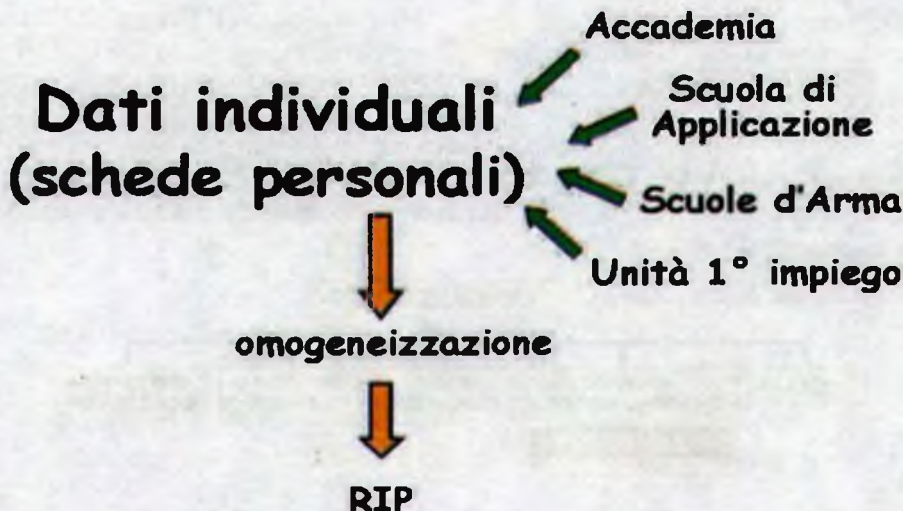 Accademia
Dati individuali
(schede personali)
Scuola di
Applicazione
Scuole d'Arma
Unità 1° impiego
omogeneizzazione
RIP